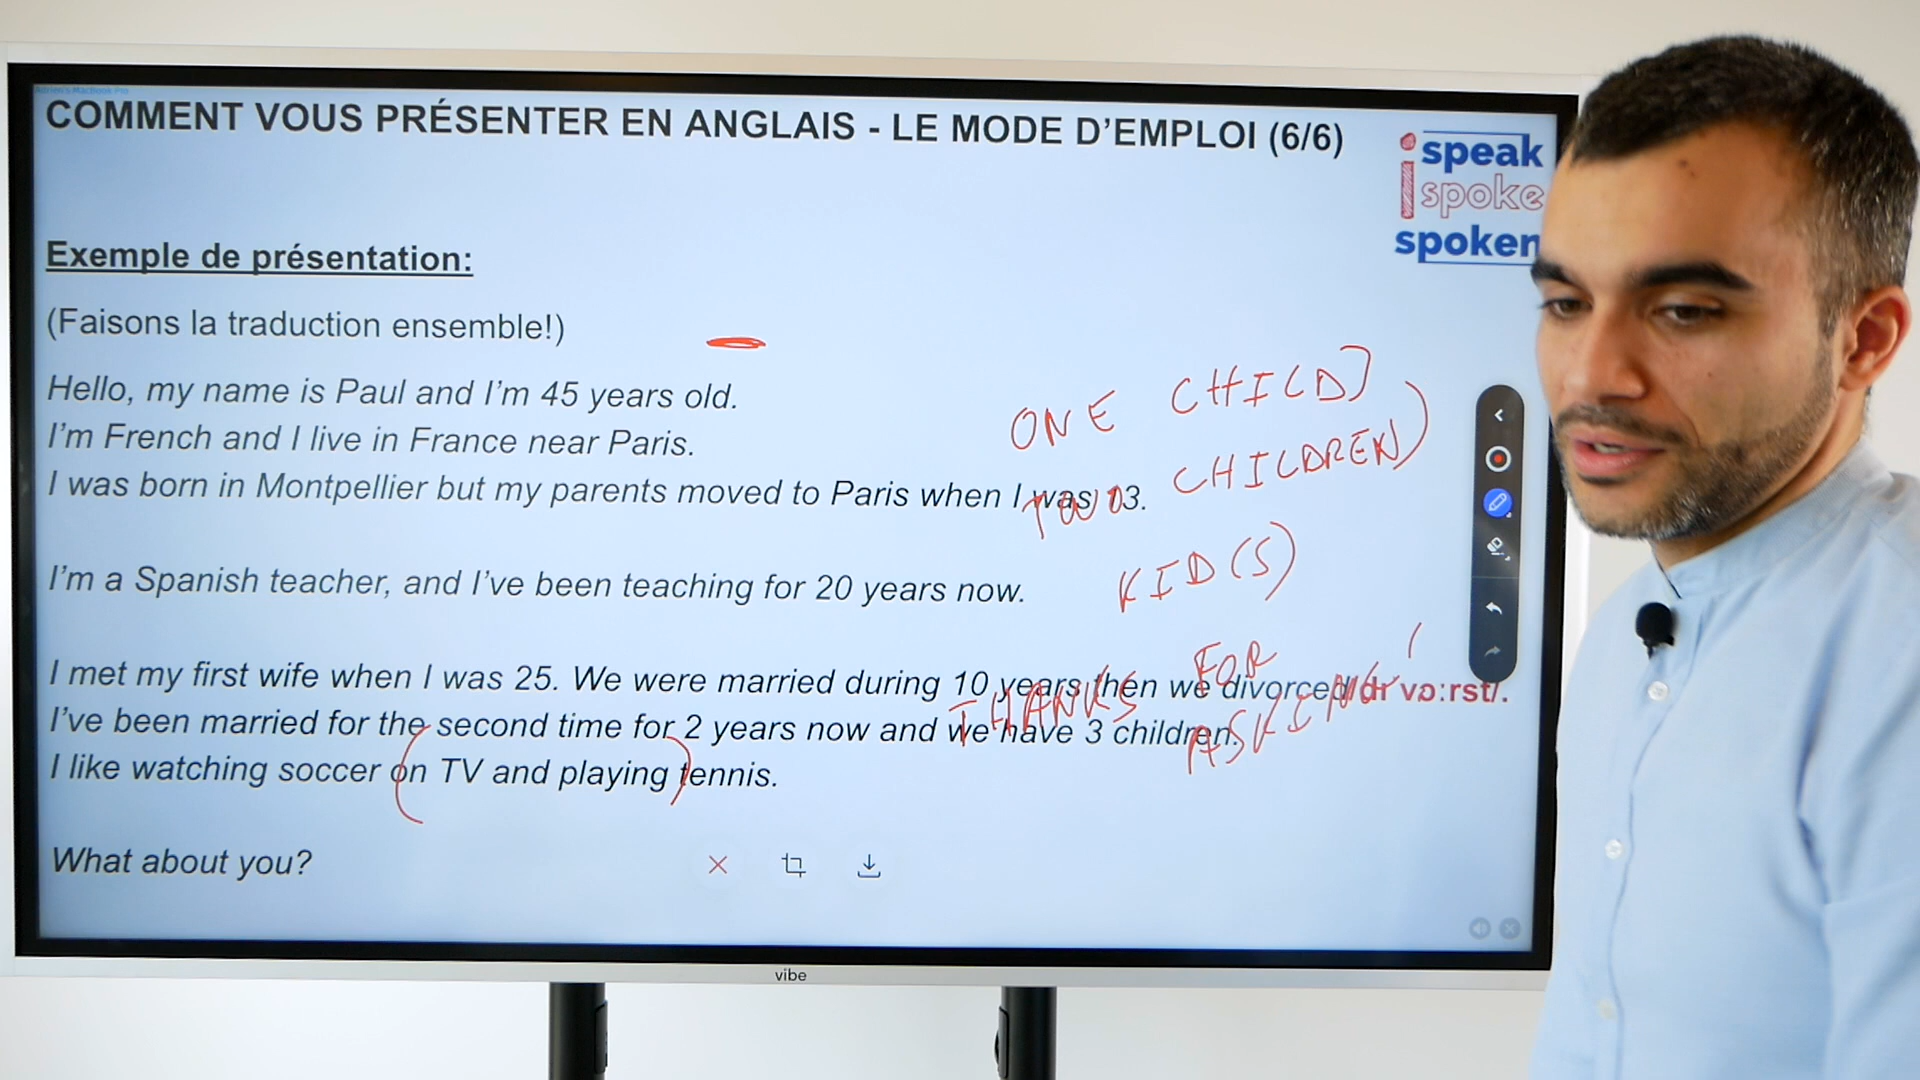 Adrien's MacBook Pro
COMMENT VOUS PRÉSENTER EN ANGLAIS - LE MODE D'EMPLOI (6/6)
i speak
spoke
spoken
Exemple de présentation:
(Faisons la traduction ensemble!)
Hello, my name is Paul and I'm 45 years old.
I'm French and I live in France near Paris.
I was born in Montpellier but my parents moved to Paris when I was 03.
I'm a Spanish teacher, and I've been teaching for 20 years now.
I met my first wife when I was 25. We were married during 10 years then we divorced/dɪˈvɔːrst/.
I've been married for the second time for 2 years now and we have 3 children.
I like watching soccer on TV and playing tennis.
What about you?
ONE CHILD
TWO CHILDREN
KID(S)
THANKS FOR
ASKING
vibe